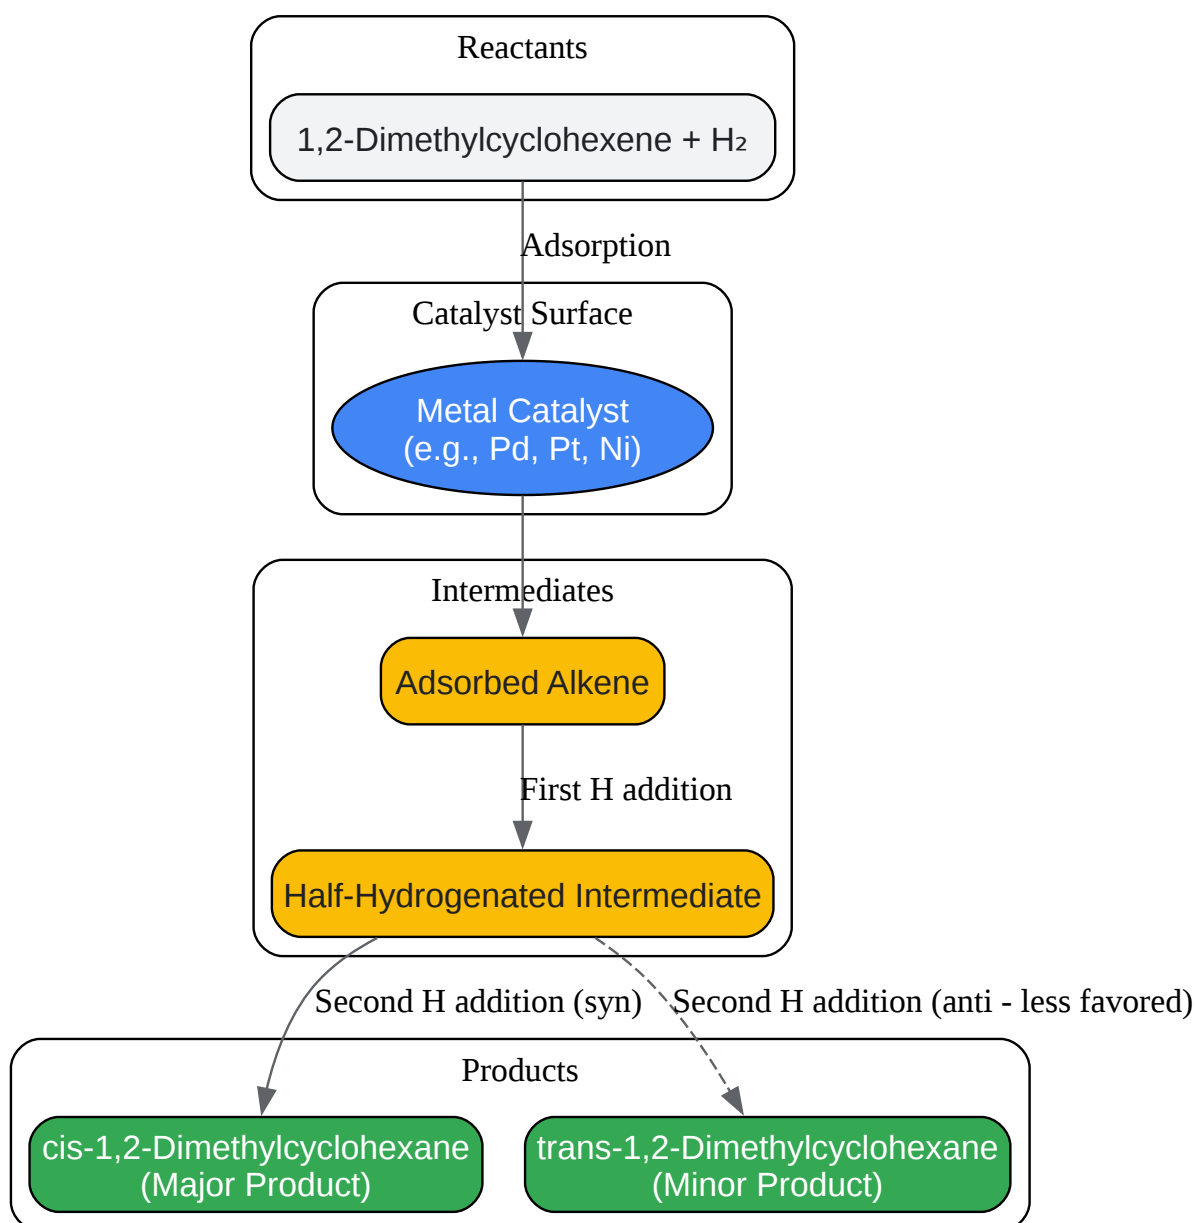 Reactants
1,2-Dimethylcyclohexene + H₂
Adsorption
Catalyst Surface
Metal Catalyst
(e.g., Pd, Pt, Ni)
Intermediates
Adsorbed Alkene
First H addition
Half-Hydrogenated Intermediate
Second H addition (syn)
Second H addition (anti - less favored)
Products
cis-1,2-Dimethylcyclohexane
(Major Product)
trans-1,2-Dimethylcyclohexane
(Minor Product)